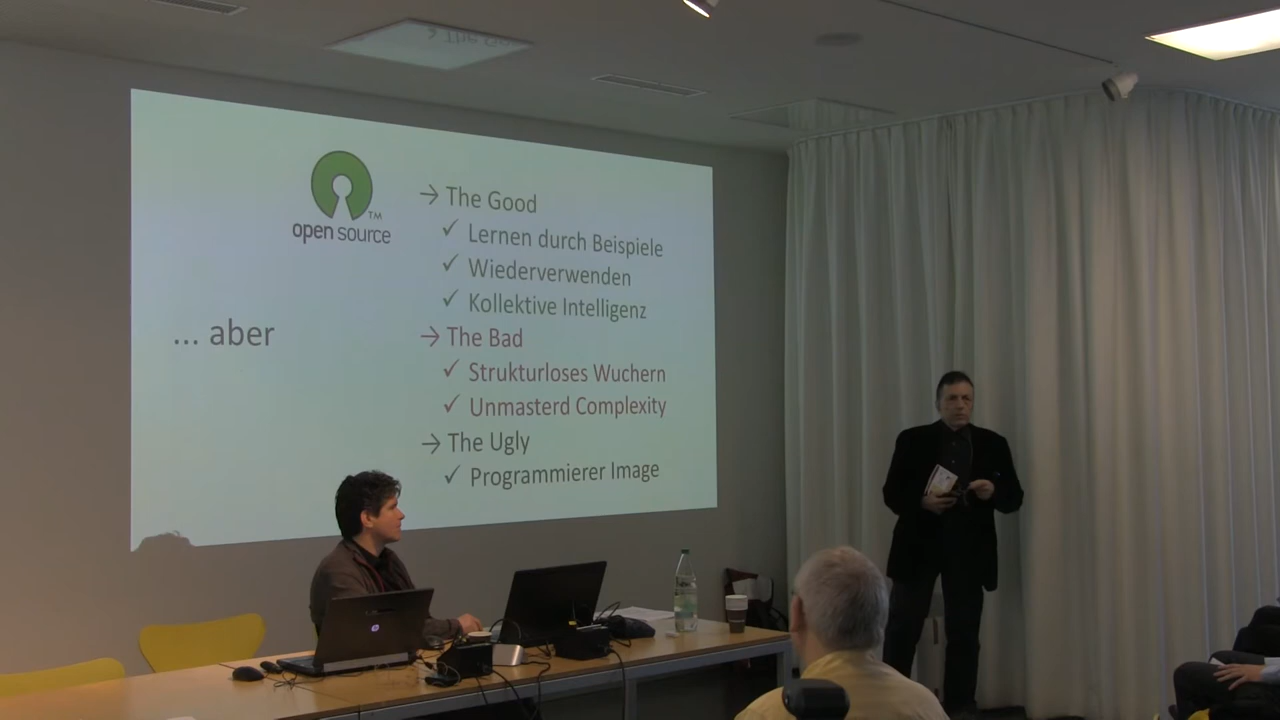 open source
TM
... aber
→ The Good
✓ Lernen durch Beispiele
✓ Wiederverwenden
✓ Kollektive Intelligenz
→ The Bad
✓ Strukturloses Wuchern
✓ Unmasterd Complexity
→ The Ugly
✓ Programmierer Image